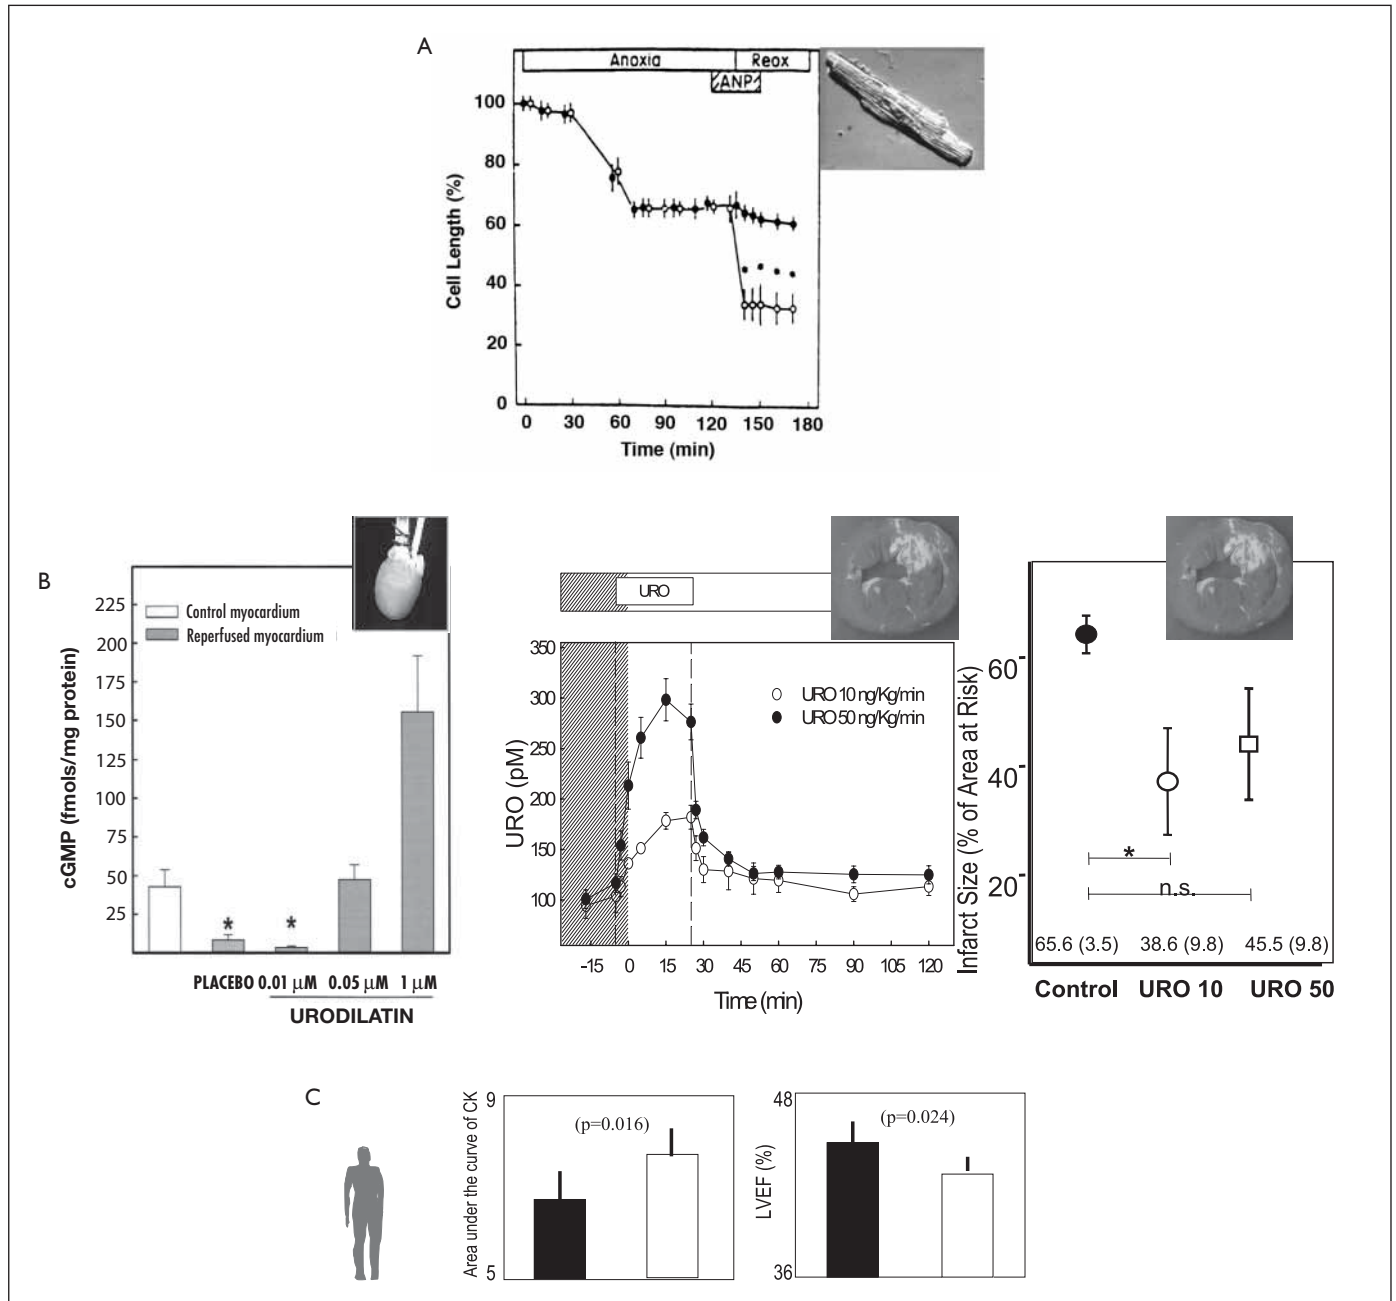 A
Anoxia Reox
ANP
100
80
60
40
20
0
Cell Length (%)
0 30 60 90 120 150 180
Time (min)
B
225
200
175
150
125
100
75
50
25
cGMP (fmols/mg protein)
Control myocardium
Reperfused myocardium
*
*
PLACEBO 0.01 µM 0.05 µM 1 µM
URODILATIN
URO
350
300
250
200
150
100
URO (pM)
URO 10 ng/Kg/min
URO 50 ng/Kg/min
-15 0 15 30 45 60 75 90 105 120
Time (min)
Infarct Size (% of Area at Risk)
60
40
20
*
n.s.
65.6 (3.5) 38.6 (9.8) 45.5 (9.8)
Control URO 10 URO 50
C
Area under the curve of CK
9
5
(p=0.016)
LVEF (%)
48
36
(p=0.024)